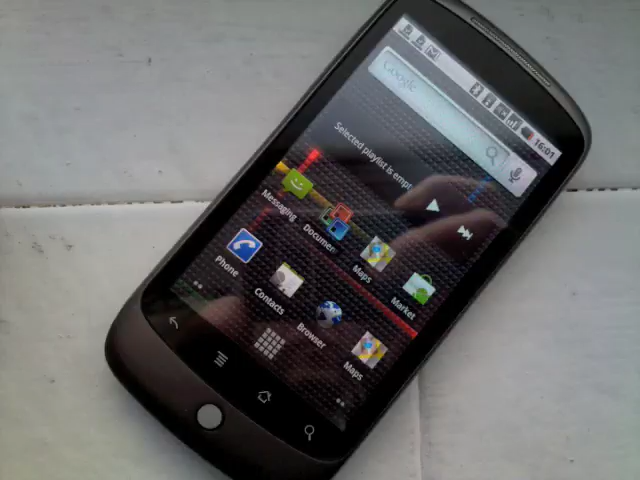 16:01
Google
Selected playlist is empt
Messaging
Documen
Maps
Market
Phone
Contacts
Browser
Maps